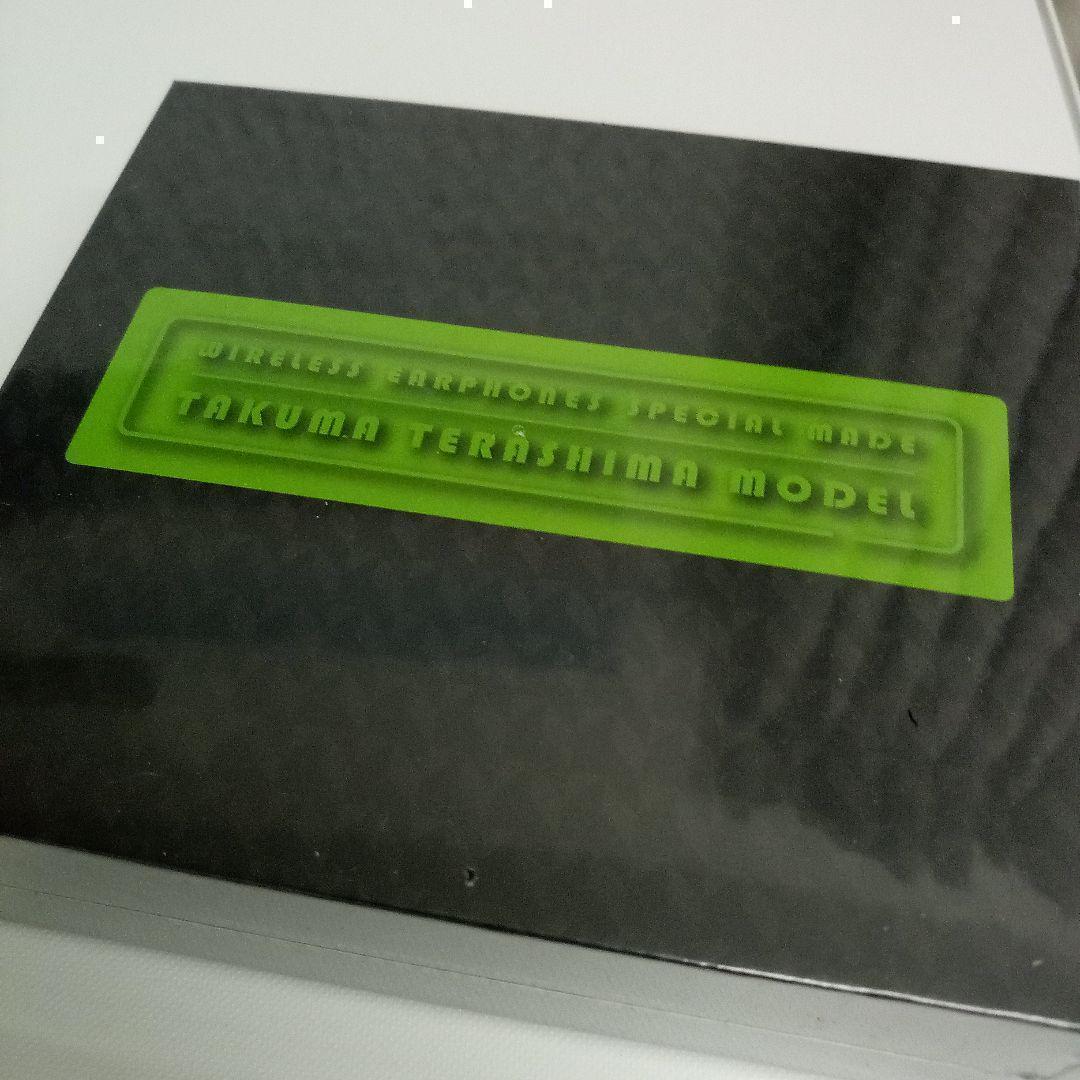 WIRELESS EARPHONES SPECIAL MADE
TAKUMA TERASHIMA MODEL